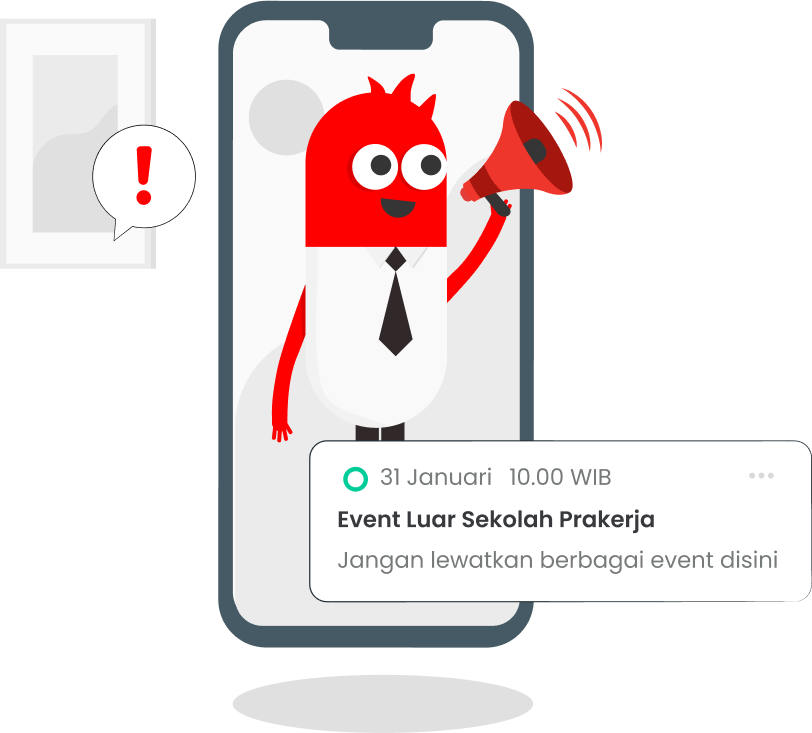 !
31 Januari 10.00 WIB
Event Luar Sekolah Prakerja
Jangan lewatkan berbagai event disini